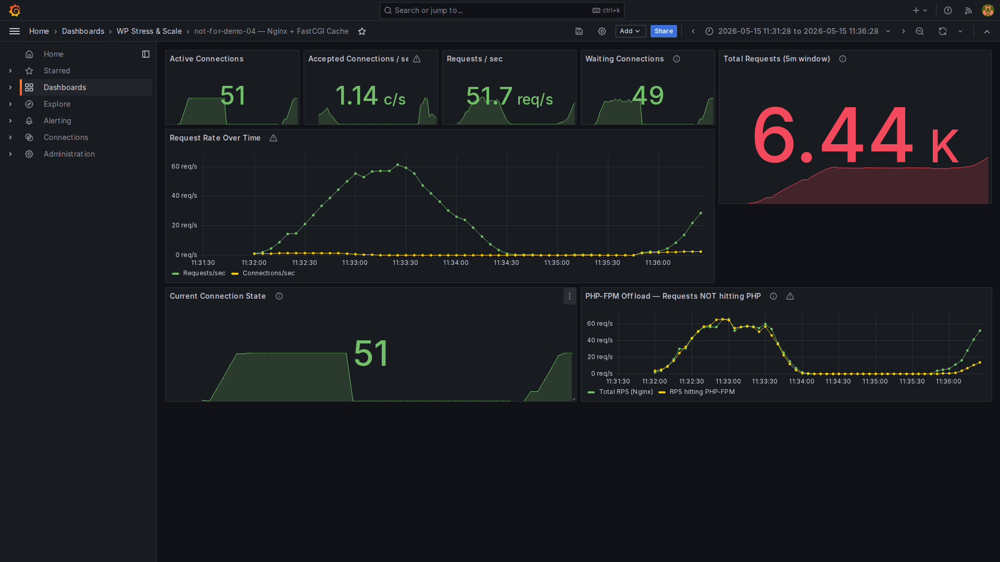 Search or jump to...
ctrl+k
Home › Dashboards › WP Stress & Scale › not-for-demo-04 — Nginx + FastCGI Cache
Add
Share
2026-05-15 11:31:28 to 2026-05-15 11:36:28
Home
Starred
Dashboards
Explore
Alerting
Connections
Administration
Active Connections
51
Accepted Connections / se
1.14 c/s
Requests / sec
51.7 req/s
Waiting Connections
49
Total Requests (5m window)
6.44 K
Request Rate Over Time
60 req/s
40 req/s
20 req/s
0 req/s
11:31:30 11:32:00 11:32:30 11:33:00 11:33:30 11:34:00 11:34:30 11:35:00 11:35:30 11:36:00
Requests/sec Connections/sec
Current Connection State
51
PHP-FPM Offload — Requests NOT hitting PHP
60 req/s
40 req/s
20 req/s
0 req/s
11:31:30 11:32:00 11:32:30 11:33:00 11:33:30 11:34:00 11:34:30 11:35:00 11:35:30 11:36:00
Total RPS (Nginx) RPS hitting PHP-FPM